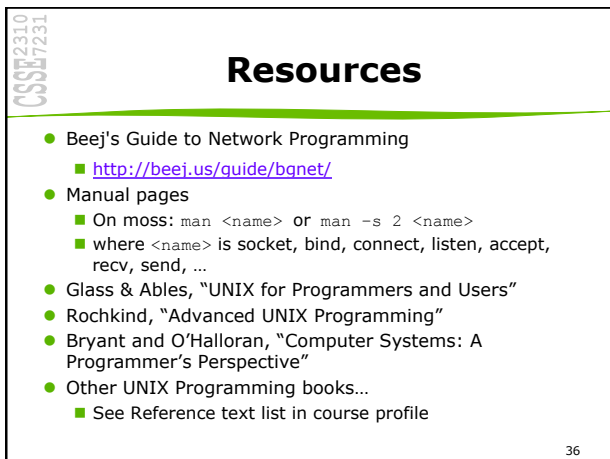 CSSE2310
7231
Resources
Beej's Guide to Network Programming
http://beej.us/guide/bgnet/
Manual pages
On moss: man <name> or man -s 2 <name>
where <name> is socket, bind, connect, listen, accept,
recv, send, …
Glass & Ables, “UNIX for Programmers and Users”
Rochkind, “Advanced UNIX Programming”
Bryant and O’Halloran, “Computer Systems: A
Programmer’s Perspective”
Other UNIX Programming books…
See Reference text list in course profile
36